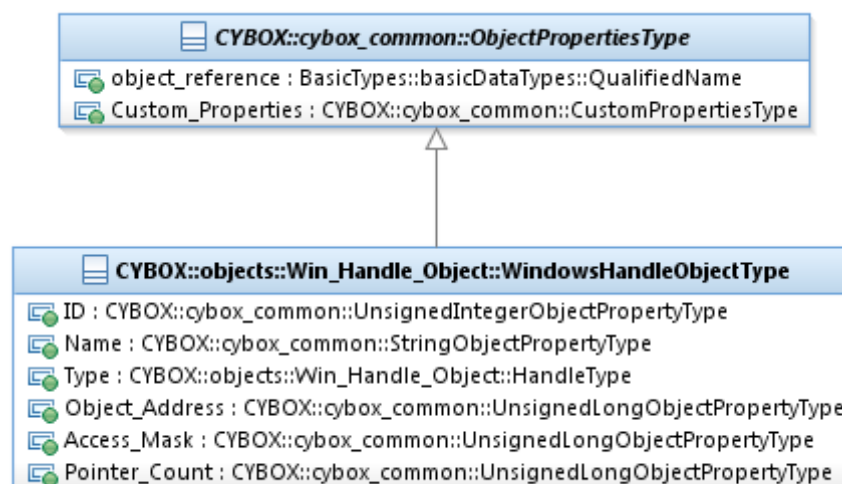 CYBOX::cybox_common::ObjectPropertiesType
object_reference : BasicTypes::basicDataTypes::QualifiedName
Custom_Properties : CYBOX::cybox_common::CustomPropertiesType
CYBOX::objects::Win_Handle_Object::WindowsHandleObjectType
ID : CYBOX::cybox_common::UnsignedIntegerObjectPropertyType
Name : CYBOX::cybox_common::StringObjectPropertyType
Type : CYBOX::objects::Win_Handle_Object::HandleType
Object_Address : CYBOX::cybox_common::UnsignedLongObjectPropertyType
Access_Mask : CYBOX::cybox_common::UnsignedLongObjectPropertyType
Pointer_Count : CYBOX::cybox_common::UnsignedLongObjectPropertyType